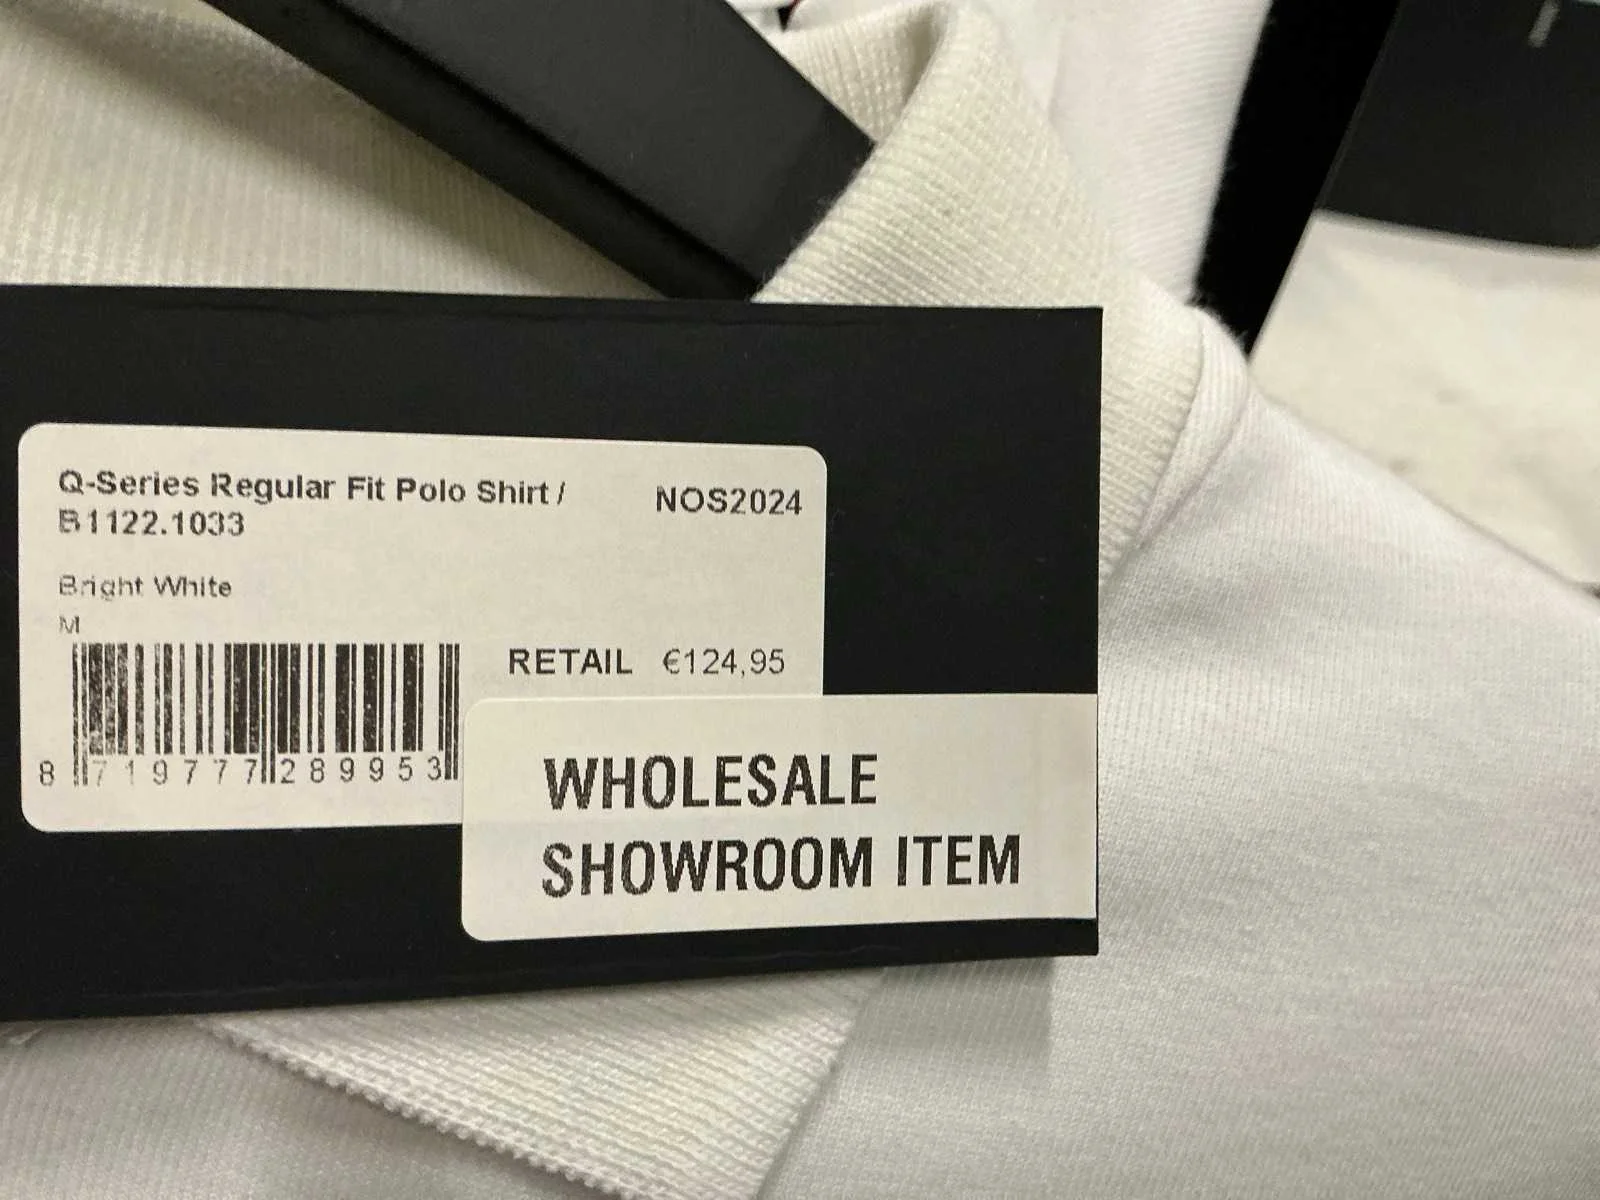 Q-Series Regular Fit Polo Shirt / NOS2024
B1122.1033
Bright White
M
RETAIL €124,95
8 719777 289953
WHOLESALE
SHOWROOM ITEM